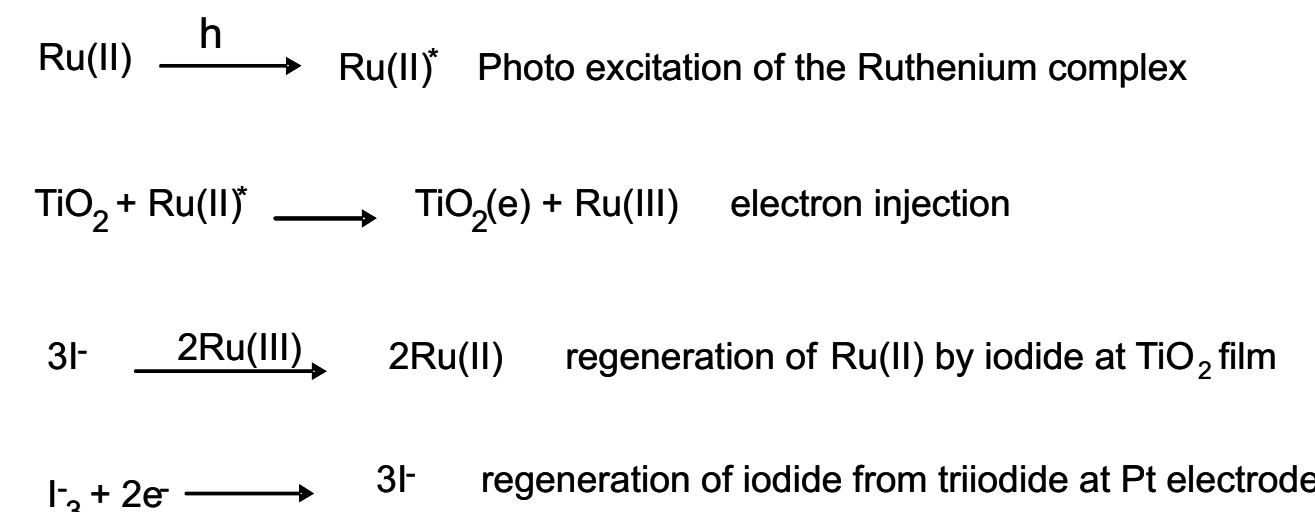 Ru(II) h → Ru(II)* Photo excitation of the Ruthenium complex
TiO2 + Ru(II)* → TiO2(e) + Ru(III) electron injection
3I- 2Ru(III) → 2Ru(II) regeneration of Ru(II) by iodide at TiO2 film
I-3 + 2e- → 3I- regeneration of iodide from triiodide at Pt electrode